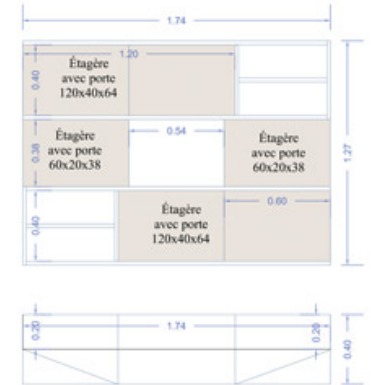 1.74
1.20
0.40
Étagère
avec porte
120x40x64
1.27
0.38
Étagère
avec porte
60x20x38
0.54
Étagère
avec porte
60x20x38
0.40
Étagère
avec porte
120x40x64
0.60
0.20
1.74
0.20
0.40